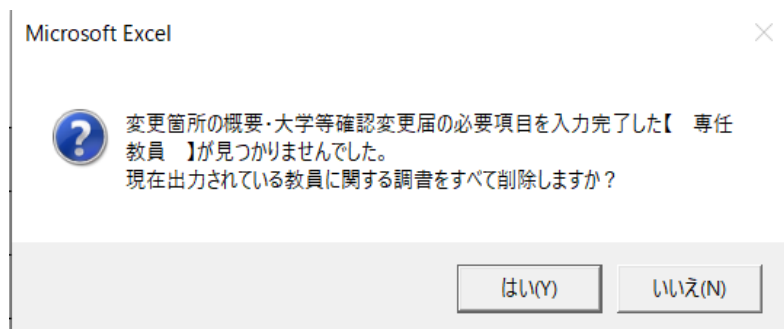 Microsoft Excel
変更箇所の概要・大学等確認変更届の必要項目を入力完了した【　専任
教員　】が見つかりませんでした。
現在出力されている教員に関する調書をすべて削除しますか？
はい(Y)
いいえ(N)